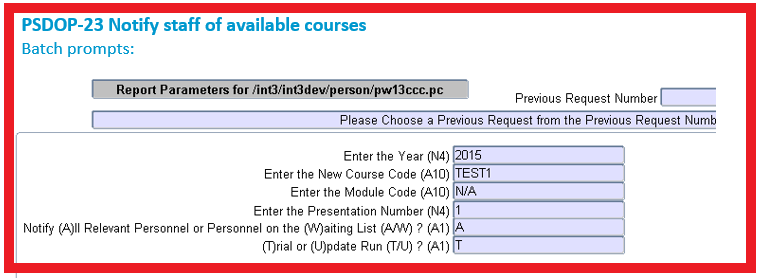 PSDOP-23 Notify staff of available courses
Batch prompts:
Report Parameters for /int3/int3dev/person/pw13ccc.pc
Previous Request Number
Please Choose a Previous Request from the Previous Request Numb
Enter the Year (N4) 2015
Enter the New Course Code (A10) TEST1
Enter the Module Code (A10) N/A
Enter the Presentation Number (N4) 1
Notify (A)ll Relevant Personnel or Personnel on the (W)aiting List (A/W) ? (A1) A
(T)rial or (U)pdate Run (T/U) ? (A1) T